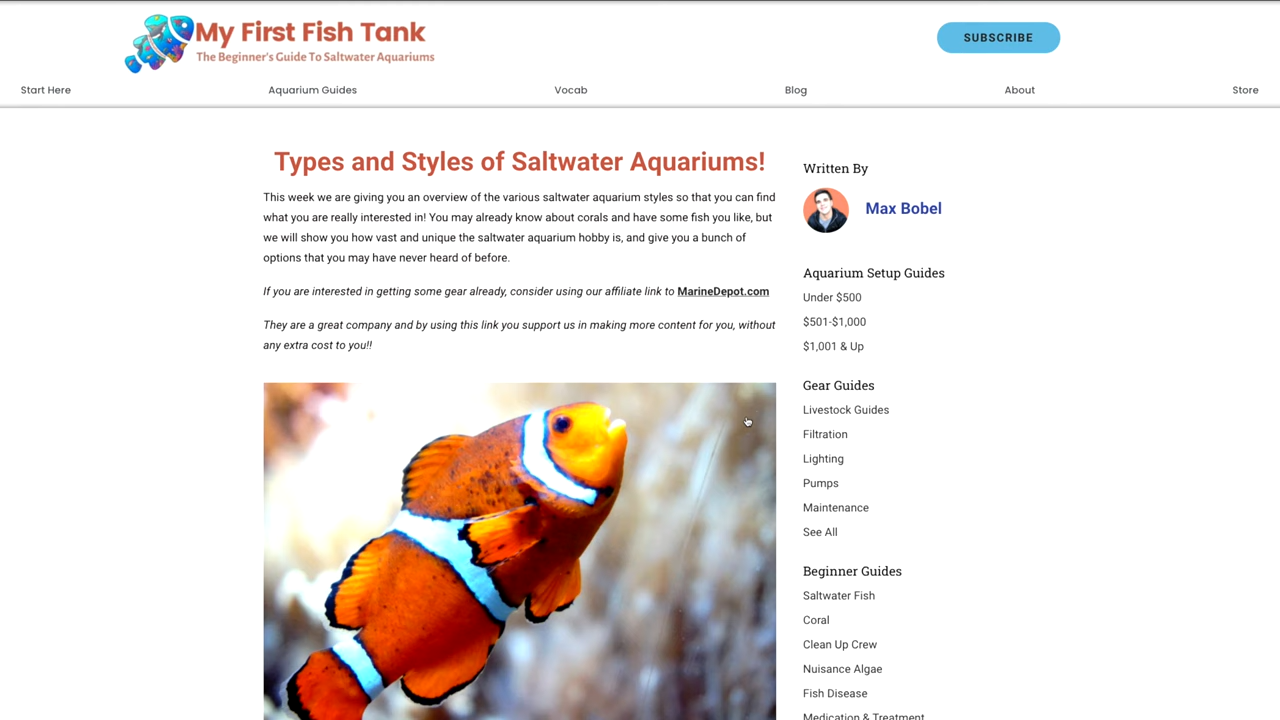 My First Fish Tank
The Beginner's Guide To Saltwater Aquariums
SUBSCRIBE
Start Here
Aquarium Guides
Vocab
Blog
About
Store
Types and Styles of Saltwater Aquariums!
This week we are giving you an overview of the various saltwater aquarium styles so that you can find
what you are really interested in! You may already know about corals and have some fish you like, but
we will show you how vast and unique the saltwater aquarium hobby is, and give you a bunch of
options that you may have never heard of before.
If you are interested in getting some gear already, consider using our affiliate link to MarineDepot.com
They are a great company and by using this link you support us in making more content for you, without
any extra cost to you!!
Written By
Max Bobel
Aquarium Setup Guides
Under $500
$501-$1,000
$1,001 & Up
Gear Guides
Livestock Guides
Filtration
Lighting
Pumps
Maintenance
See All
Beginner Guides
Saltwater Fish
Coral
Clean Up Crew
Nuisance Algae
Fish Disease
Medication & Treatment